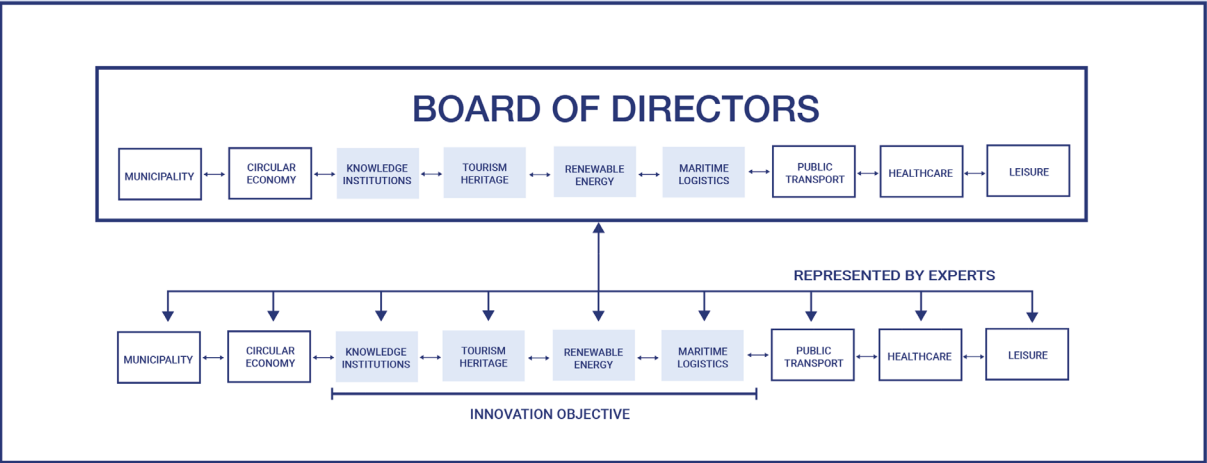 BOARD OF DIRECTORS
MUNICIPALITY
CIRCULAR
ECONOMY
KNOWLEDGE
INSTITUTIONS
TOURISM
HERITAGE
RENEWABLE
ENERGY
MARITIME
LOGISTICS
PUBLIC
TRANSPORT
HEALTHCARE
LEISURE
REPRESENTED BY EXPERTS
MUNICIPALITY
CIRCULAR
ECONOMY
KNOWLEDGE
INSTITUTIONS
TOURISM
HERITAGE
RENEWABLE
ENERGY
MARITIME
LOGISTICS
PUBLIC
TRANSPORT
HEALTHCARE
LEISURE
INNOVATION OBJECTIVE